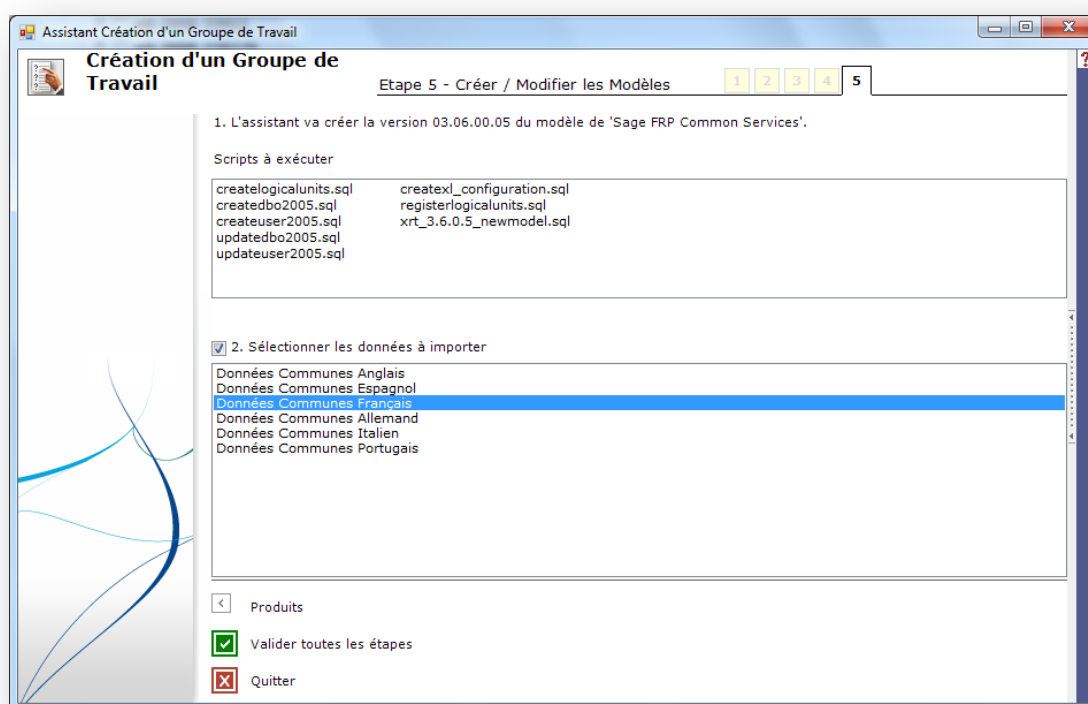 Assistant Création d'un Groupe de Travail
Création d'un Groupe de
Travail
Etape 5 - Créer / Modifier les Modèles
1 2 3 4 5
1. L'assistant va créer la version 03.06.00.05 du modèle de 'Sage FRP Common Services'.
Scripts à exécuter
createlogicalunits.sql createxl_configuration.sql
createdbo2005.sql registerlogicalunits.sql
createuser2005.sql xrt_3.6.0.5_newmodel.sql
updatedbo2005.sql
updateuser2005.sql
2. Sélectionner les données à importer
Données Communes Anglais
Données Communes Espagnol
Données Communes Français
Données Communes Allemand
Données Communes Italien
Données Communes Portugais
Produits
Valider toutes les étapes
Quitter